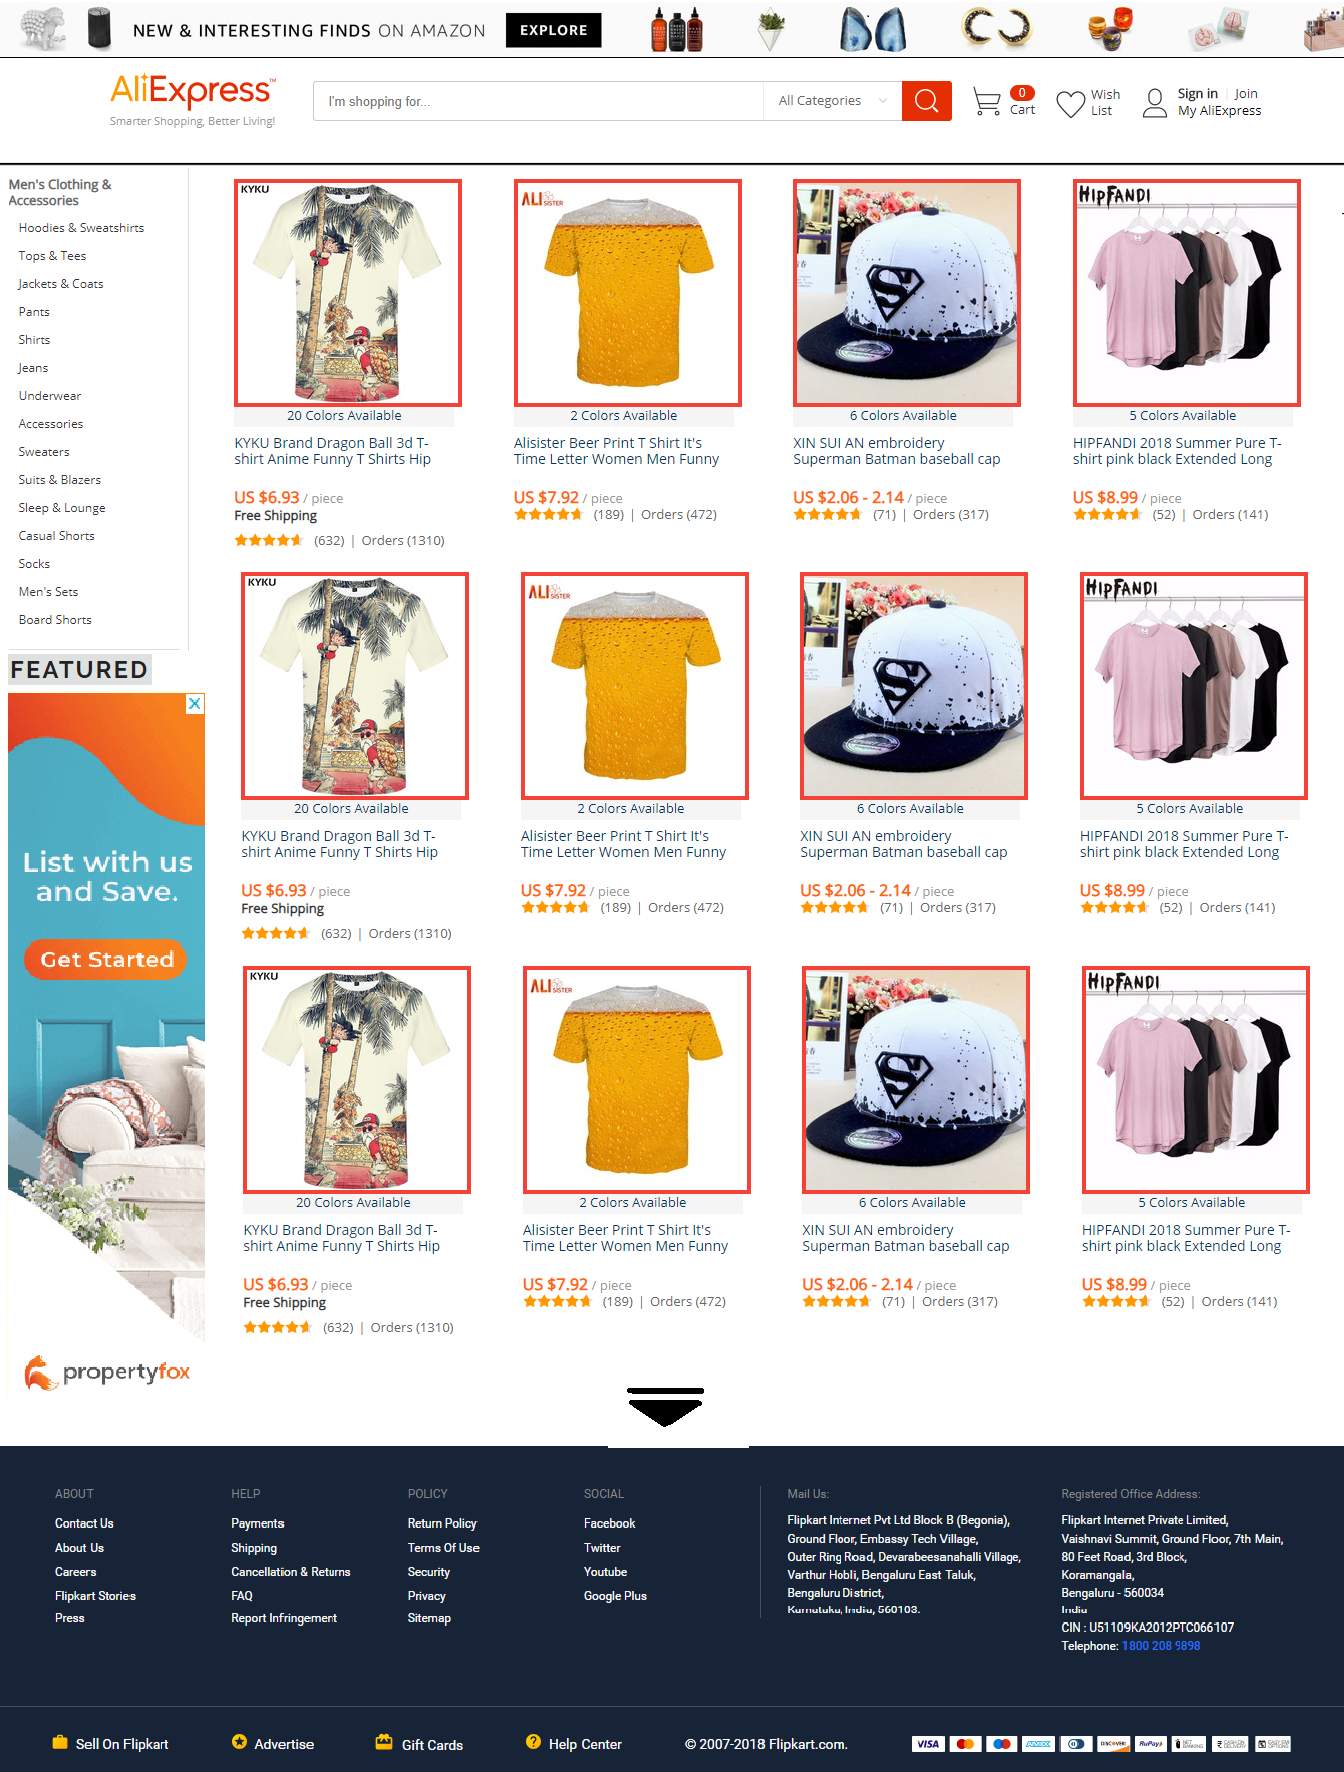 NEW & INTERESTING FINDS ON AMAZON EXPLORE
AliExpress™
Smarter Shopping, Better Living!
I'm shopping for...
All Categories
0
Cart
Wish
List
Sign in | Join
My AliExpress
Men's Clothing &
Accessories
Hoodies & Sweatshirts
Tops & Tees
Jackets & Coats
Pants
Shirts
Jeans
Underwear
Accessories
Sweaters
Suits & Blazers
Sleep & Lounge
Casual Shorts
Socks
Men's Sets
Board Shorts
FEATURED
List with us
and Save.
Get Started
propertyfox
KYKU
20 Colors Available
KYKU Brand Dragon Ball 3d T-
shirt Anime Funny T Shirts Hip
US $6.93 / piece
Free Shipping
(632) | Orders (1310)
ALI SISTER
2 Colors Available
Alisister Beer Print T Shirt It's
Time Letter Women Men Funny
US $7.92 / piece
(189) | Orders (472)
6 Colors Available
XIN SUI AN embroidery
Superman Batman baseball cap
US $2.06 - 2.14 / piece
(71) | Orders (317)
HIPFANDI
5 Colors Available
HIPFANDI 2018 Summer Pure T-
shirt pink black Extended Long
US $8.99 / piece
(52) | Orders (141)
KYKU
20 Colors Available
KYKU Brand Dragon Ball 3d T-
shirt Anime Funny T Shirts Hip
US $6.93 / piece
Free Shipping
(632) | Orders (1310)
ALI SISTER
2 Colors Available
Alisister Beer Print T Shirt It's
Time Letter Women Men Funny
US $7.92 / piece
(189) | Orders (472)
6 Colors Available
XIN SUI AN embroidery
Superman Batman baseball cap
US $2.06 - 2.14 / piece
(71) | Orders (317)
HIPFANDI
5 Colors Available
HIPFANDI 2018 Summer Pure T-
shirt pink black Extended Long
US $8.99 / piece
(52) | Orders (141)
KYKU
20 Colors Available
KYKU Brand Dragon Ball 3d T-
shirt Anime Funny T Shirts Hip
US $6.93 / piece
Free Shipping
(632) | Orders (1310)
ALI SISTER
2 Colors Available
Alisister Beer Print T Shirt It's
Time Letter Women Men Funny
US $7.92 / piece
(189) | Orders (472)
6 Colors Available
XIN SUI AN embroidery
Superman Batman baseball cap
US $2.06 - 2.14 / piece
(71) | Orders (317)
HIPFANDI
5 Colors Available
HIPFANDI 2018 Summer Pure T-
shirt pink black Extended Long
US $8.99 / piece
(52) | Orders (141)
ABOUT
Contact Us
About Us
Careers
Flipkart Stories
Press
HELP
Payments
Shipping
Cancellation & Returns
FAQ
Report Infringement
POLICY
Return Policy
Terms Of Use
Security
Privacy
Sitemap
SOCIAL
Facebook
Twitter
Youtube
Google Plus
Mail Us:
Flipkart Internet Pvt Ltd Block B (Begonia),
Ground Floor, Embassy Tech Village,
Outer Ring Road, Devarabeesanahalli Village,
Varthur Hobli, Bengaluru East Taluk,
Bengaluru District,
Karnataka, India, 560103.
Registered Office Address:
Flipkart Internet Private Limited,
Vaishnavi Summit, Ground Floor, 7th Main,
80 Feet Road, 3rd Block,
Koramangala,
Bengaluru - 560034
India
CIN : U51109KA2012PTC066107
Telephone: 1800 208 9898
Sell On Flipkart
Advertise
Gift Cards
Help Center
© 2007-2018 Flipkart.com.
VISA
AMEX
DISCOVER
RuPay
NET BANKING
CASH ON DELIVERY
EASY EMI OPTIONS